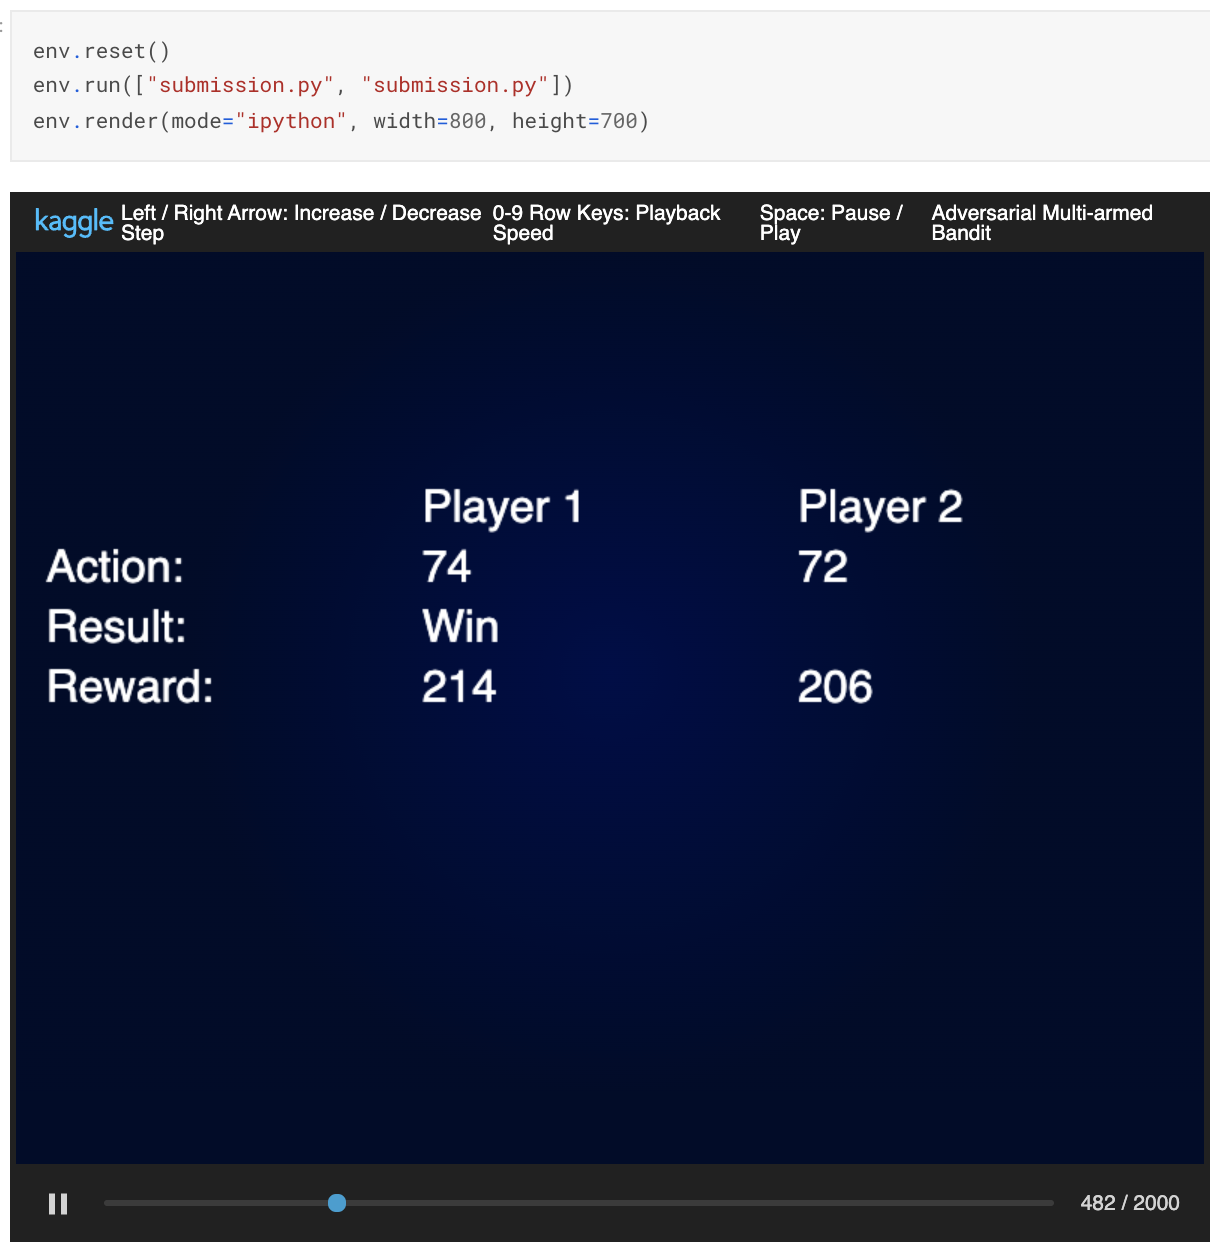 :
env.reset()
env.run(["submission.py", "submission.py"])
env.render(mode="ipython", width=800, height=700)
kaggle Left / Right Arrow: Increase / Decrease Step 0-9 Row Keys: Playback Speed Space: Pause / Play Adversarial Multi-armed Bandit
Player 1 Player 2
Action: 74 72
Result: Win
Reward: 214 206
482 / 2000